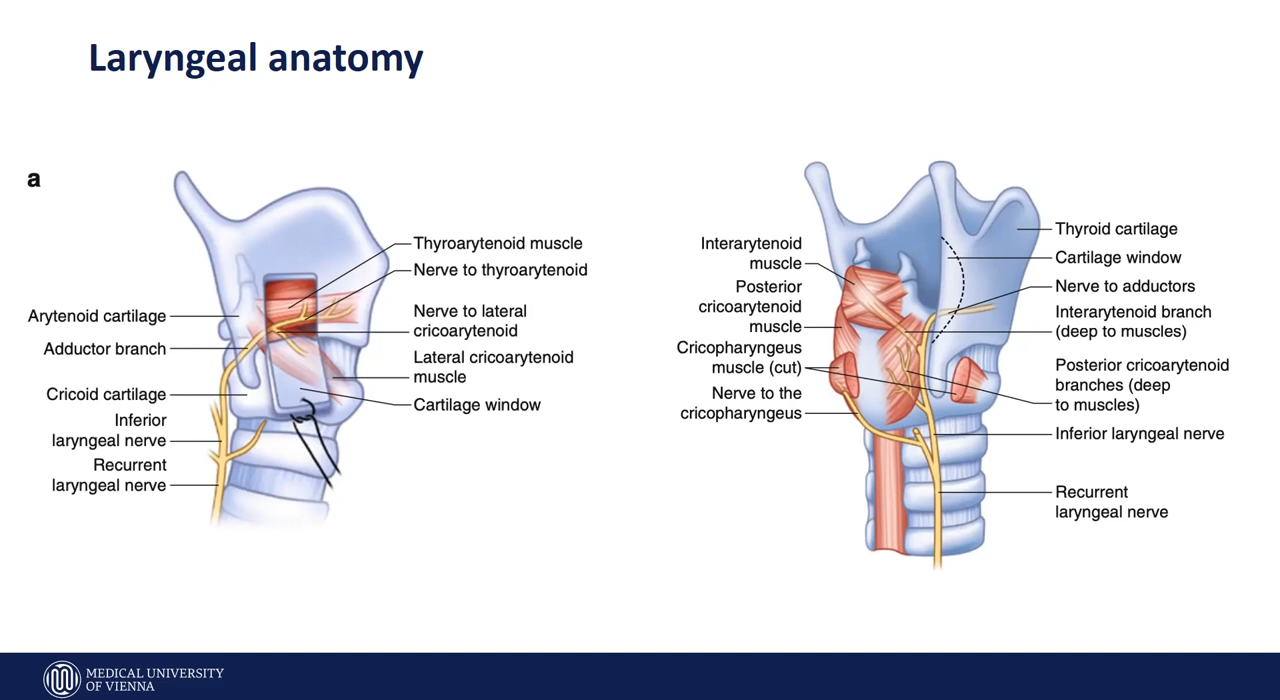 Laryngeal anatomy
a
Thyroarytenoid muscle
Nerve to thyroarytenoid
Nerve to lateral
cricoarytenoid
Lateral cricoarytenoid
muscle
Cartilage window
Arytenoid cartilage
Adductor branch
Cricoid cartilage
Inferior
laryngeal nerve
Recurrent
laryngeal nerve
Interarytenoid
muscle
Posterior
cricoarytenoid
muscle
Cricopharyngeus
muscle (cut)
Nerve to the
cricopharyngeus
Thyroid cartilage
Cartilage window
Nerve to adductors
Interarytenoid branch
(deep to muscles)
Posterior cricoarytenoid
branches (deep
to muscles)
Inferior laryngeal nerve
Recurrent
laryngeal nerve
MEDICAL UNIVERSITY
OF VIENNA